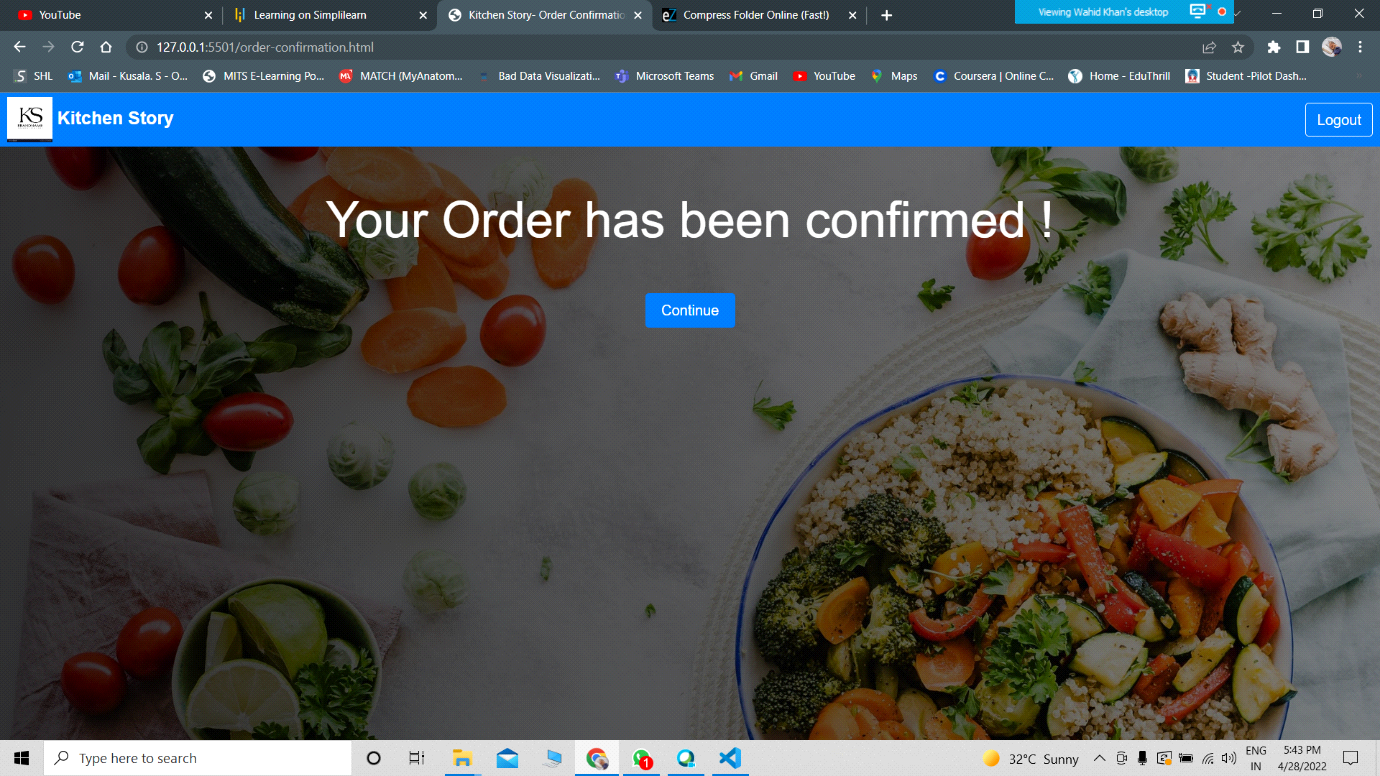 YouTube
Learning on Simplilearn
Kitchen Story- Order Confirmatio
Compress Folder Online (Fast!)
Viewing Wahid Khan's desktop
127.0.0.1:5501/order-confirmation.html
SHL
Mail - Kusala. S - O...
MITS E-Learning Po...
MATCH (MyAnatom...
Bad Data Visualizati...
Microsoft Teams
Gmail
YouTube
Maps
Coursera | Online C...
Home - EduThrill
Student -Pilot Dash...
KS
Kitchen Story
Logout
Your Order has been confirmed !
Continue
Type here to search
1
32°C Sunny
ENG
IN
5:43 PM
4/28/2022